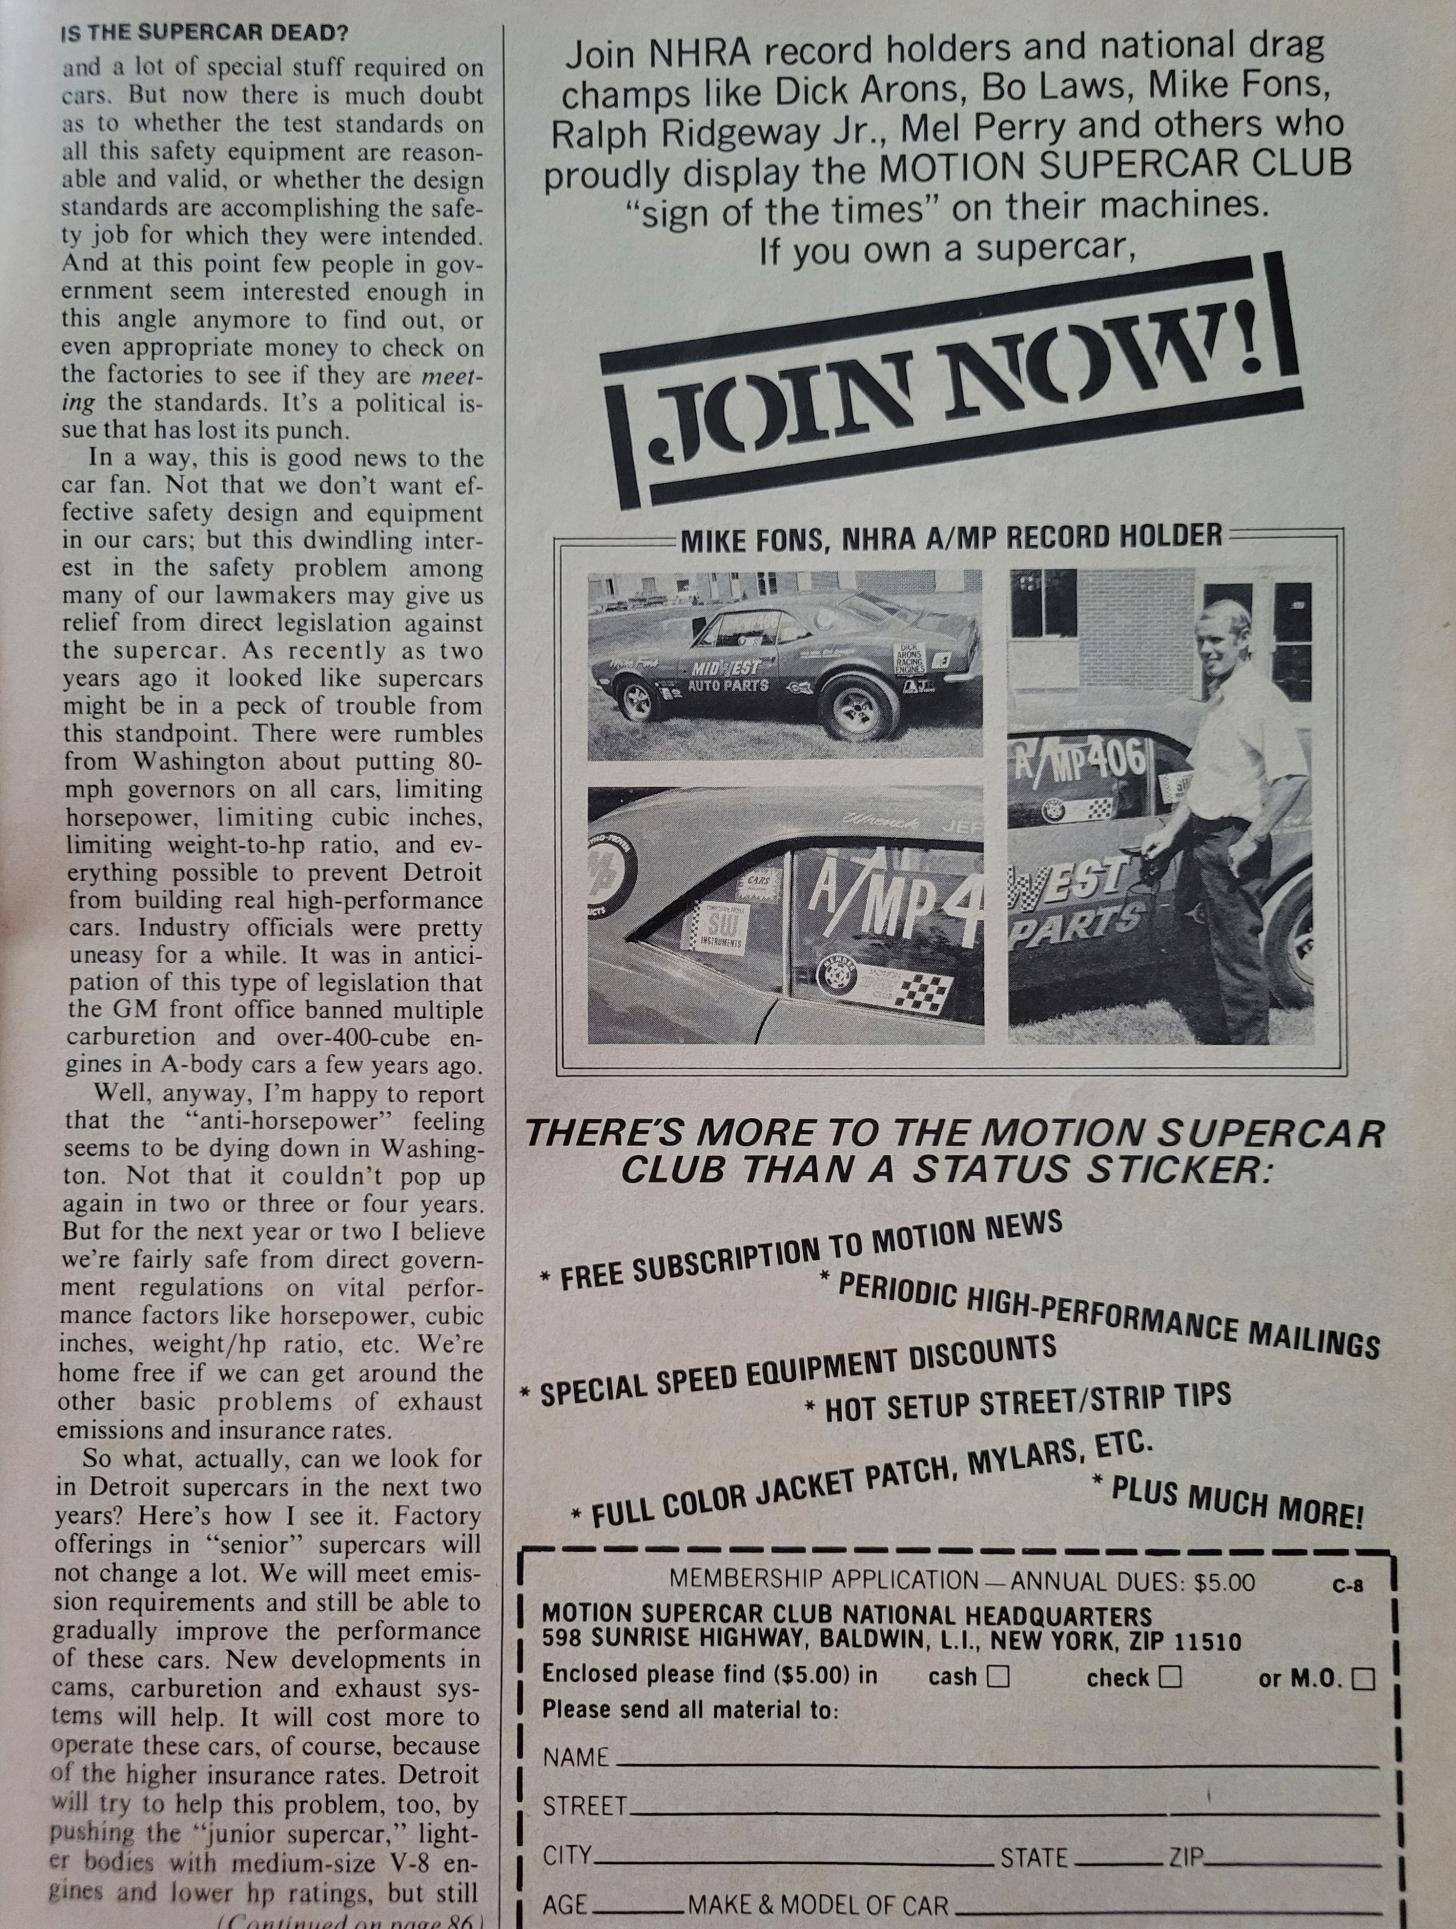 IS THE SUPERCAR DEAD?
and a lot of special stuff required on
cars. But now there is much doubt
as to whether the test standards on
all this safety equipment are reason-
able and valid, or whether the design
standards are accomplishing the safe-
ty job for which they were intended.
And at this point few people in gov-
ernment seem interested enough in
this angle anymore to find out, or
even appropriate money to check on
the factories to see if they are meet-
ing the standards. It's a political is-
sue that has lost its punch.
In a way, this is good news to the
car fan. Not that we don't want ef-
fective safety design and equipment
in our cars; but this dwindling inter-
est in the safety problem among
many of our lawmakers may give us
relief from direct legislation against
the supercar. As recently as two
years ago it looked like supercars
might be in a peck of trouble from
this standpoint. There were rumbles
from Washington about putting 80-
mph governors on all cars, limiting
horsepower, limiting cubic inches,
limiting weight-to-hp ratio, and ev-
erything possible to prevent Detroit
from building real high-performance
cars. Industry officials were pretty
uneasy for a while. It was in antici-
pation of this type of legislation that
the GM front office banned multiple
carburetion and over-400-cube en-
gines in A-body cars a few years ago.
Well, anyway, I'm happy to report
that the "anti-horsepower" feeling
seems to be dying down in Washing-
ton. Not that it couldn't pop up
again in two or three or four years.
But for the next year or two I believe
we're fairly safe from direct govern-
ment regulations on vital perfor-
mance factors like horsepower, cubic
inches, weight/hp ratio, etc. We're
home free if we can get around the
other basic problems of exhaust
emissions and insurance rates.
So what, actually, can we look for
in Detroit supercars in the next two
years? Here's how I see it. Factory
offerings in "senior" supercars will
not change a lot. We will meet emis-
sion requirements and still be able to
gradually improve the performance
of these cars. New developments in
cams, carburetion and exhaust sys-
tems will help. It will cost more to
operate these cars, of course, because
of the higher insurance rates. Detroit
will try to help this problem, too, by
pushing the "junior supercar," light-
er bodies with medium-size V-8 en-
gines and lower hp ratings, but still
(Continued on page 86)
Join NHRA record holders and national drag
champs like Dick Arons, Bo Laws, Mike Fons,
Ralph Ridgeway Jr., Mel Perry and others who
proudly display the MOTION SUPERCAR CLUB
"sign of the times" on their machines.
If you own a supercar,
JOIN NOW!
MIKE FONS, NHRA A/MP RECORD HOLDER
MIDWEST
AUTO PARTS
DICK
ARONS
RACING
ENGINES
A/MP 406
WEST
PARTS
Wrench JEF
CARS
SW
INSTRUMENTS
A/MP 4
MEMBER
MOTION
SUPERCAR
CLUB
THERE'S MORE TO THE MOTION SUPERCAR
CLUB THAN A STATUS STICKER:
* FREE SUBSCRIPTION TO MOTION NEWS
* PERIODIC HIGH-PERFORMANCE MAILINGS
* SPECIAL SPEED EQUIPMENT DISCOUNTS
* HOT SETUP STREET/STRIP TIPS
* FULL COLOR JACKET PATCH, MYLARS, ETC.
* PLUS MUCH MORE!
MEMBERSHIP APPLICATION — ANNUAL DUES: $5.00 C-8
MOTION SUPERCAR CLUB NATIONAL HEADQUARTERS
598 SUNRISE HIGHWAY, BALDWIN, L.I., NEW YORK, ZIP 11510
Enclosed please find ($5.00) in cash check or M.O.
Please send all material to:
NAME
STREET
CITY STATE ZIP
AGE MAKE & MODEL OF CAR